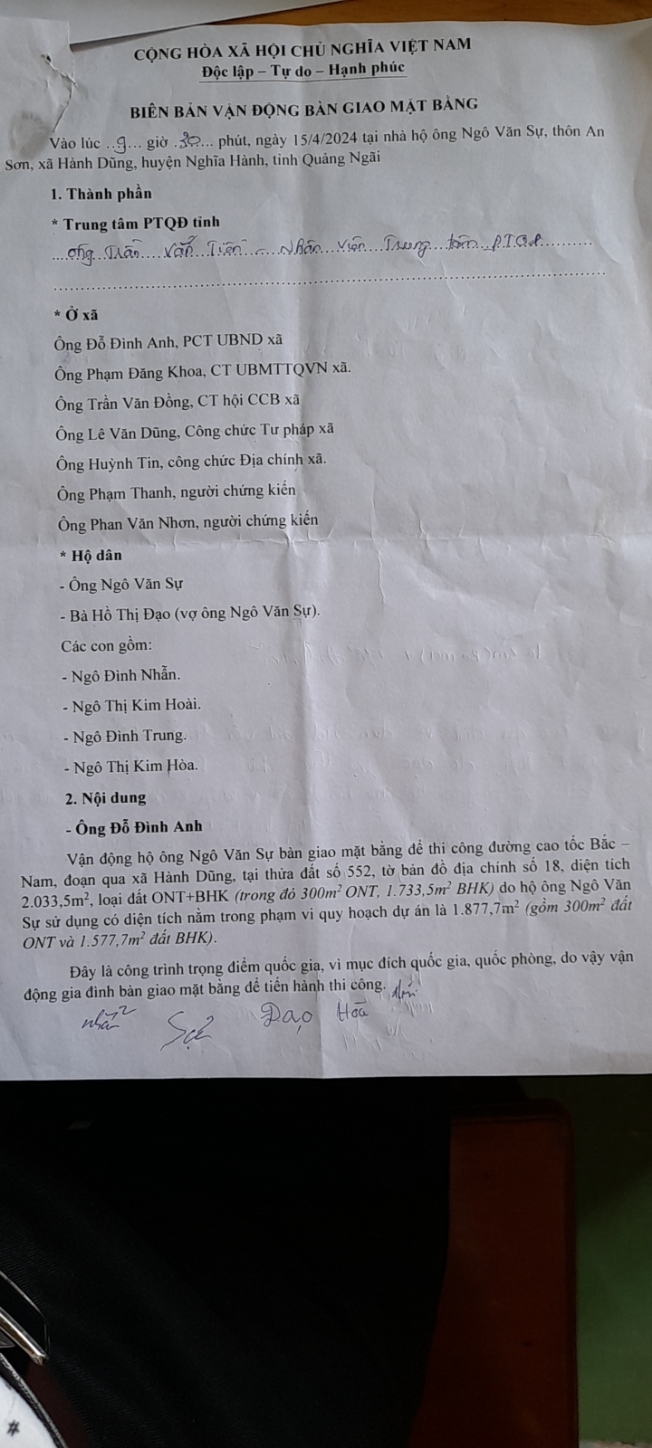 CỘNG HÒA XÃ HỘI CHỦ NGHĨA VIỆT NAM
Độc lập – Tự do – Hạnh phúc
BIÊN BẢN VẬN ĐỘNG BÀN GIAO MẶT BẰNG
Vào lúc ..9... giờ .30... phút, ngày 15/4/2024 tại nhà hộ ông Ngô Văn Sự, thôn An
Sơn, xã Hành Dũng, huyện Nghĩa Hành, tỉnh Quảng Ngãi
1. Thành phần
* Trung tâm PTQĐ tỉnh
ông Trần Văn Tiến - Nhân viên Trung tâm PTQĐ
* Ở xã
Ông Đỗ Đình Anh, PCT UBND xã
Ông Phạm Đăng Khoa, CT UBMTTQVN xã.
Ông Trần Văn Đồng, CT hội CCB xã
Ông Lê Văn Dũng, Công chức Tư pháp xã
Ông Huỳnh Tin, công chức Địa chính xã.
Ông Phạm Thanh, người chứng kiến
Ông Phan Văn Nhơn, người chứng kiến
* Hộ dân
- Ông Ngô Văn Sự
- Bà Hồ Thị Đạo (vợ ông Ngô Văn Sự).
Các con gồm:
- Ngô Đình Nhẫn.
- Ngô Thị Kim Hoài.
- Ngô Đình Trung.
- Ngô Thị Kim Hòa.
2. Nội dung
- Ông Đỗ Đình Anh
Vận động hộ ông Ngô Văn Sự bàn giao mặt bằng để thi công đường cao tốc Bắc –
Nam, đoạn qua xã Hành Dũng, tại thửa đất số 552, tờ bản đồ địa chính số 18, diện tích
2.033,5m², loại đất ONT+BHK (trong đó 300m² ONT, 1.733,5m² BHK) do hộ ông Ngô Văn
Sự sử dụng có diện tích nằm trong phạm vi quy hoạch dự án là 1.877,7m² (gồm 300m² đất
ONT và 1.577,7m² đất BHK).
Đây là công trình trọng điểm quốc gia, vì mục đích quốc gia, quốc phòng, do vậy vận
động gia đình bàn giao mặt bằng để tiến hành thi công.
nhẫn Sự Đạo Hoà